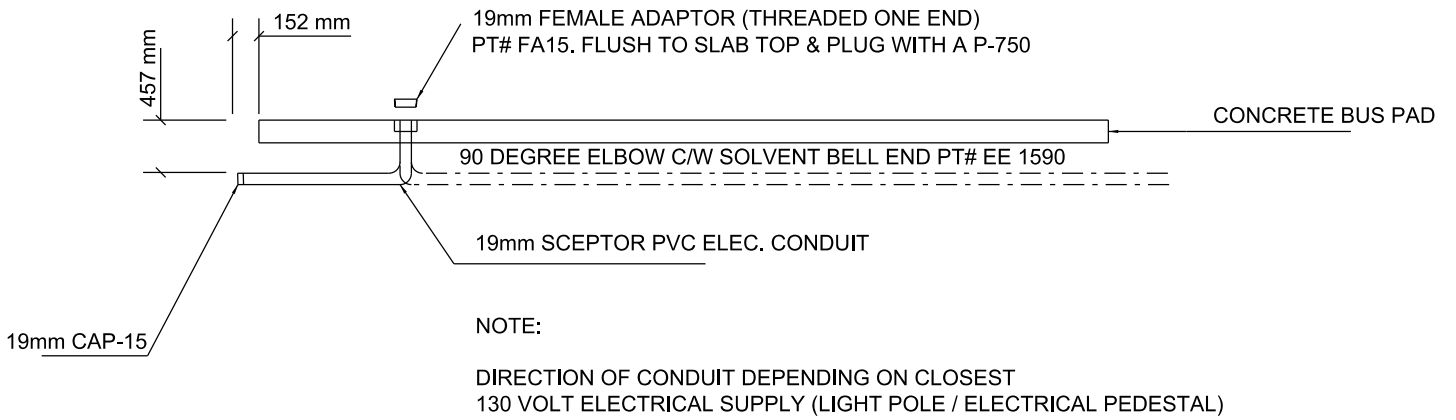 152 mm
19mm FEMALE ADAPTOR (THREADED ONE END)
PT# FA15. FLUSH TO SLAB TOP & PLUG WITH A P-750
457 mm
CONCRETE BUS PAD
90 DEGREE ELBOW C/W SOLVENT BELL END PT# EE 1590
19mm SCEPTOR PVC ELEC. CONDUIT
19mm CAP-15
NOTE:
DIRECTION OF CONDUIT DEPENDING ON CLOSEST
130 VOLT ELECTRICAL SUPPLY (LIGHT POLE / ELECTRICAL PEDESTAL)